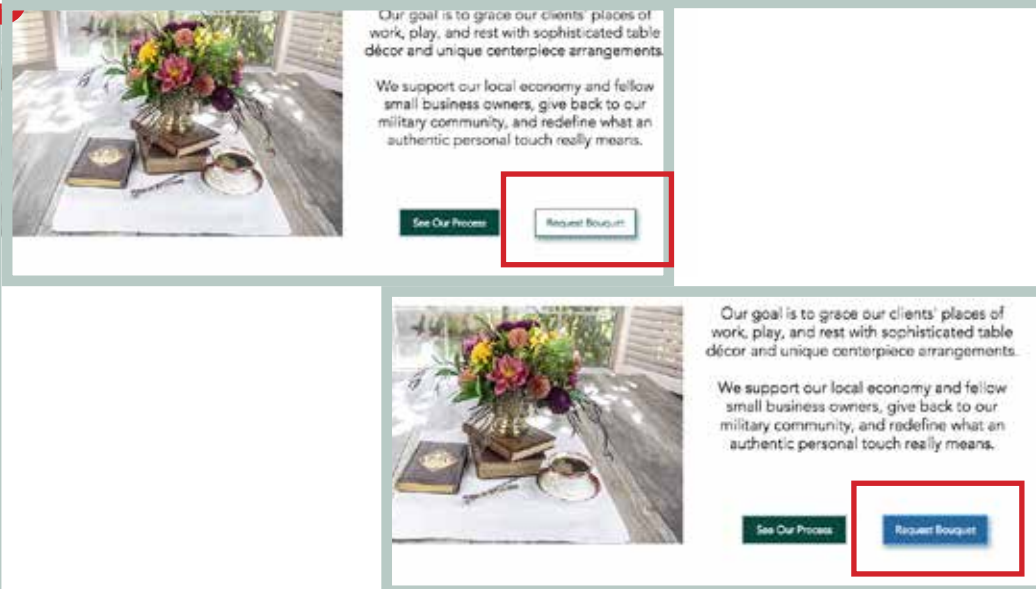 Our goal is to grace our clients' places of
work, play, and rest with sophisticated table
décor and unique centerpiece arrangements.
We support our local economy and fellow
small business owners, give back to our
military community, and redefine what an
authentic personal touch really means.
See Our Process
Request Bouquet
Our goal is to grace our clients' places of
work, play, and rest with sophisticated table
décor and unique centerpiece arrangements.
We support our local economy and fellow
small business owners, give back to our
military community, and redefine what an
authentic personal touch really means.
See Our Process
Request Bouquet